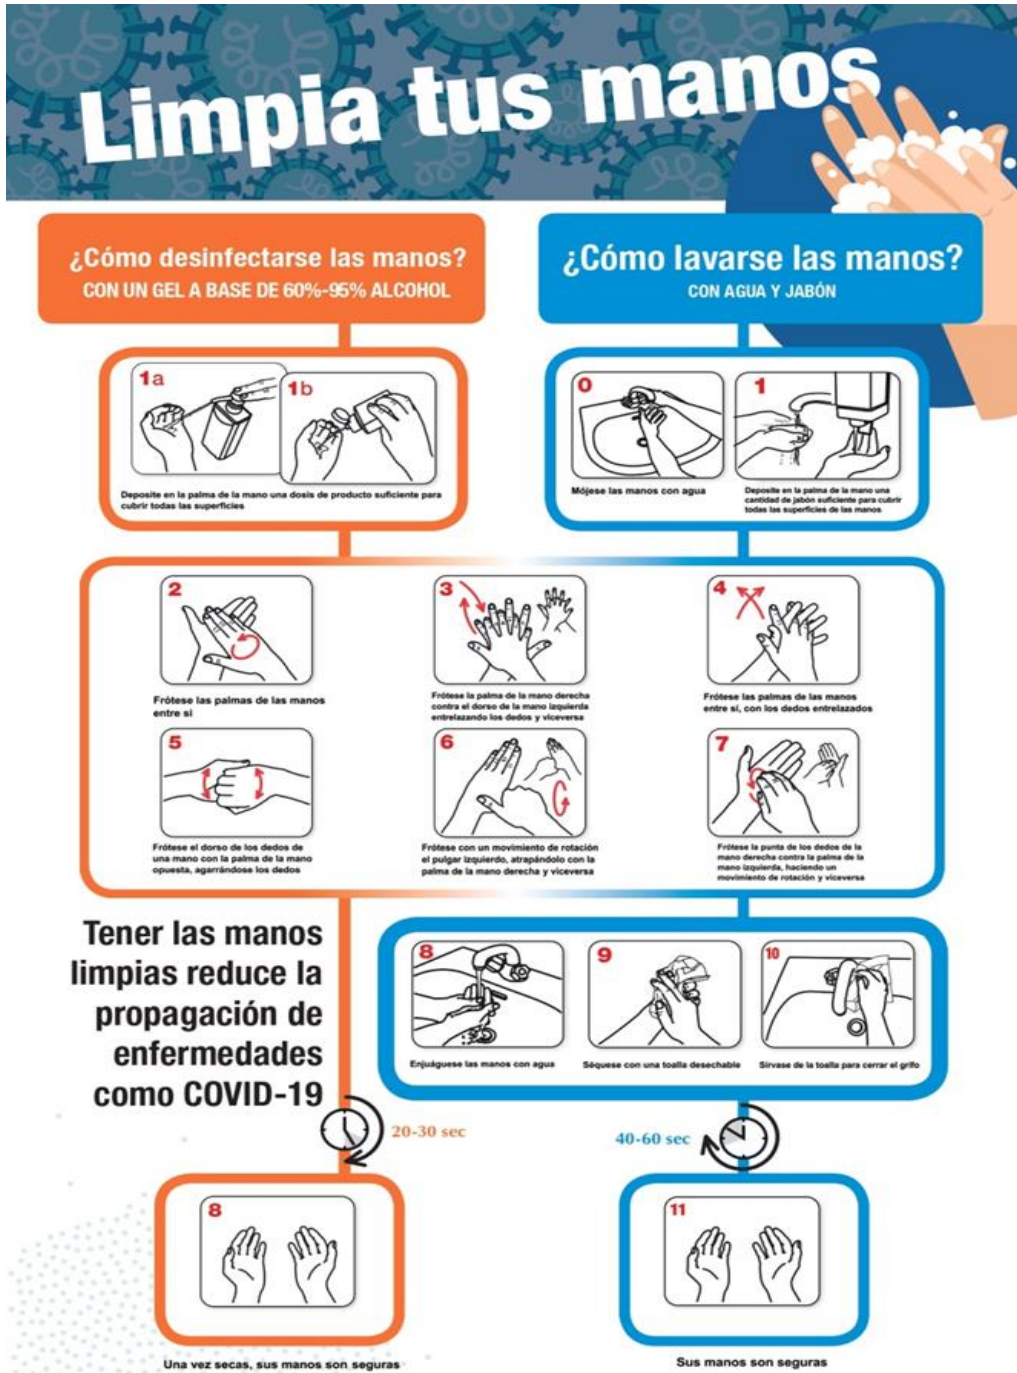 Limpia tus manos
¿Cómo desinfectarse las manos?
CON UN GEL A BASE DE 60%-95% ALCOHOL
¿Cómo lavarse las manos?
CON AGUA Y JABÓN
1a
1b
Deposite en la palma de la mano una dosis de producto suficiente para
cubrir todas las superficies
0
Mójese las manos con agua
1
Deposite en la palma de la mano una
cantidad de jabón suficiente para cubrir
todas las superficies de las manos
2
Frótese las palmas de las manos
entre si
3
Frótese la palma de la mano derecha
contra el dorso de la mano izquierda
entrelazando los dedos y viceversa
4
Frótese las palmas de las manos
entre sí, con los dedos entrelazados
5
Frótese el dorso de los dedos de
una mano con la palma de la mano
opuesta, agarrándose los dedos
6
Frótese con un movimiento de rotación
el pulgar izquierdo, atrapándolo con la
palma de la mano derecha y viceversa
7
Frótese la punta de los dedos de la
mano derecha contra la palma de la
mano izquierda, haciendo un
movimiento de rotación y viceversa
Tener las manos
limpias reduce la
propagación de
enfermedades
como COVID-19
8
Enjuáguese las manos con agua
9
Séquese con una toalla desechable
10
Sírvase de la toalla para cerrar el grifo
20-30 sec
40-60 sec
8
Una vez secas, sus manos son seguras
11
Sus manos son seguras